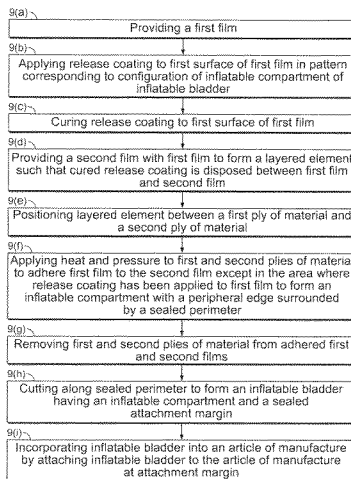 9(a)
Providing a first film
9(b)
Applying release coating to first surface of first film in pattern
corresponding to configuration of inflatable compartment of
inflatable bladder
9(c)
Curing release coating to first surface of first film
9(d)
Providing a second film with first film to form a layered element
such that cured release coating is disposed between first film
and second film
9(e)
Positioning layered element between a first ply of material and
a second ply of material
9(f)
Applying heat and pressure to first and second plies of material
to adhere first film to the second film except in the area where
release coating has been applied to first film to form an
inflatable compartment with a peripheral edge surrounded
by a sealed perimeter
9(g)
Removing first and second plies of material from adhered first
and second films
9(h)
Cutting along sealed perimeter to form an inflatable bladder
having an inflatable compartment and a sealed
attachment margin
9(i)
Incorporating inflatable bladder into an article of manufacture
by attaching inflatable bladder to the article of manufacture
at attachment margin